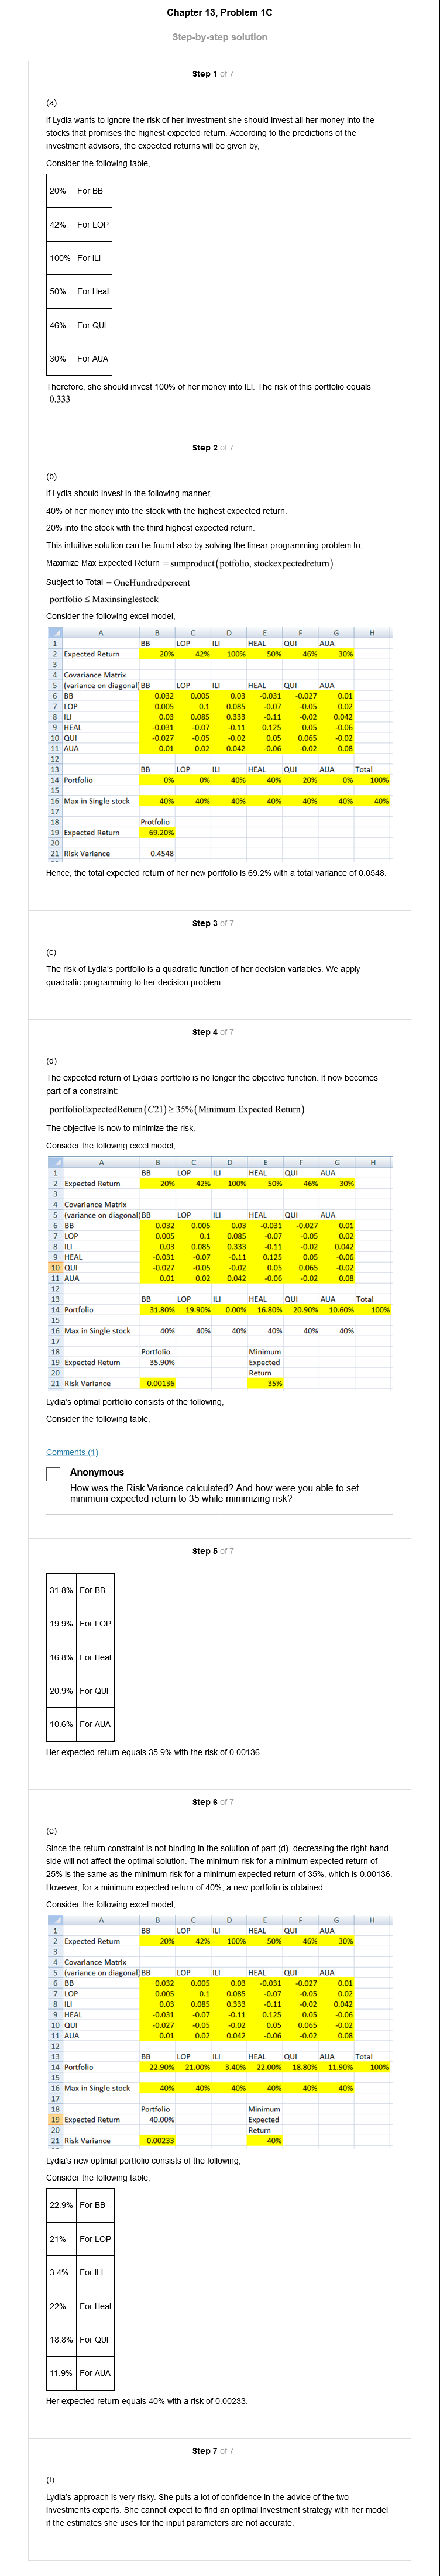 Chapter 13, Problem 1C
Step-by-step solution
Step 1 of 7
(a)
If Lydia wants to ignore the risk of her investment she should invest all her money into the
stocks that promises the highest expected return. According to the predictions of the
investment advisors, the expected returns will be given by,
Consider the following table,
20% For BB
42% For LOP
100% For ILI
50% For Heal
46% For QUI
30% For AUA
Therefore, she should invest 100% of her money into ILI. The risk of this portfolio equals
0.333
Step 2 of 7
(b)
If Lydia should invest in the following manner,
40% of her money into the stock with the highest expected return.
20% into the stock with the third highest expected return.
This intuitive solution can be found also by solving the linear programming problem to,
Maximize Max Expected Return = sumproduct(potfolio, stockexpectedreturn)
Subject to Total = OneHundredpercent
portfolio ≤ Maxinsinglestock
Consider the following excel model,
A B C D E F G H
1 BB LOP ILI HEAL QUI AUA
2 Expected Return 20% 42% 100% 50% 46% 30%
3
4 Covariance Matrix
5 (variance on diagonal) BB LOP ILI HEAL QUI AUA
6 BB 0.032 0.005 0.03 -0.031 -0.027 0.01
7 LOP 0.005 0.1 0.085 -0.07 -0.05 0.02
8 ILI 0.03 0.085 0.333 -0.11 -0.02 0.042
9 HEAL -0.031 -0.07 -0.11 0.125 0.05 -0.06
10 QUI -0.027 -0.05 -0.02 0.05 0.065 -0.02
11 AUA 0.01 0.02 0.042 -0.06 -0.02 0.08
12
13 BB LOP ILI HEAL QUI AUA Total
14 Portfolio 0% 0% 40% 40% 20% 0% 100%
15
16 Max in Single stock 40% 40% 40% 40% 40% 40% 40%
17
18 Protfolio
19 Expected Return 69.20%
20
21 Risk Variance 0.4548
Hence, the total expected return of her new portfolio is 69.2% with a total variance of 0.0548.
Step 3 of 7
(c)
The risk of Lydia's portfolio is a quadratic function of her decision variables. We apply
quadratic programming to her decision problem.
Step 4 of 7
(d)
The expected return of Lydia's portfolio is no longer the objective function. It now becomes
part of a constraint:
portfolioExpectedReturn(C21) ≥ 35%(Minimum Expected Return)
The objective is now to minimize the risk,
Consider the following excel model,
A B C D E F G H
1 BB LOP ILI HEAL QUI AUA
2 Expected Return 20% 42% 100% 50% 46% 30%
3
4 Covariance Matrix
5 (variance on diagonal) BB LOP ILI HEAL QUI AUA
6 BB 0.032 0.005 0.03 -0.031 -0.027 0.01
7 LOP 0.005 0.1 0.085 -0.07 -0.05 0.02
8 ILI 0.03 0.085 0.333 -0.11 -0.02 0.042
9 HEAL -0.031 -0.07 -0.11 0.125 0.05 -0.06
10 QUI -0.027 -0.05 -0.02 0.05 0.065 -0.02
11 AUA 0.01 0.02 0.042 -0.06 -0.02 0.08
12
13 BB LOP ILI HEAL QUI AUA Total
14 Portfolio 31.80% 19.90% 0.00% 16.80% 20.90% 10.60% 100%
15
16 Max in Single stock 40% 40% 40% 40% 40% 40%
17
18 Portfolio Minimum
19 Expected Return 35.90% Expected
20 Return
21 Risk Variance 0.00136 35%
Lydia's optimal portfolio consists of the following,
Consider the following table,
Comments (1)
Anonymous
How was the Risk Variance calculated? And how were you able to set
minimum expected return to 35 while minimizing risk?
Step 5 of 7
31.8% For BB
19.9% For LOP
16.8% For Heal
20.9% For QUI
10.6% For AUA
Her expected return equals 35.9% with the risk of 0.00136.
Step 6 of 7
(e)
Since the return constraint is not binding in the solution of part (d), decreasing the right-hand-
side will not affect the optimal solution. The minimum risk for a minimum expected return of
25% is the same as the minimum risk for a minimum expected return of 35%, which is 0.00136.
However, for a minimum expected return of 40%, a new portfolio is obtained.
Consider the following excel model,
A B C D E F G H
1 BB LOP ILI HEAL QUI AUA
2 Expected Return 20% 42% 100% 50% 46% 30%
3
4 Covariance Matrix
5 (variance on diagonal) BB LOP ILI HEAL QUI AUA
6 BB 0.032 0.005 0.03 -0.031 -0.027 0.01
7 LOP 0.005 0.1 0.085 -0.07 -0.05 0.02
8 ILI 0.03 0.085 0.333 -0.11 -0.02 0.042
9 HEAL -0.031 -0.07 -0.11 0.125 0.05 -0.06
10 QUI -0.027 -0.05 -0.02 0.05 0.065 -0.02
11 AUA 0.01 0.02 0.042 -0.06 -0.02 0.08
12
13 BB LOP ILI HEAL QUI AUA Total
14 Portfolio 22.90% 21.00% 3.40% 22.00% 18.80% 11.90% 100%
15
16 Max in Single stock 40% 40% 40% 40% 40% 40%
17
18 Portfolio Minimum
19 Expected Return 40.00% Expected
20 Return
21 Risk Variance 0.00233 40%
Lydia's new optimal portfolio consists of the following,
Consider the following table,
22.9% For BB
21% For LOP
3.4% For ILI
22% For Heal
18.8% For QUI
11.9% For AUA
Her expected return equals 40% with a risk of 0.00233.
Step 7 of 7
(f)
Lydia's approach is very risky. She puts a lot of confidence in the advice of the two
investments experts. She cannot expect to find an optimal investment strategy with her model
if the estimates she uses for the input parameters are not accurate.